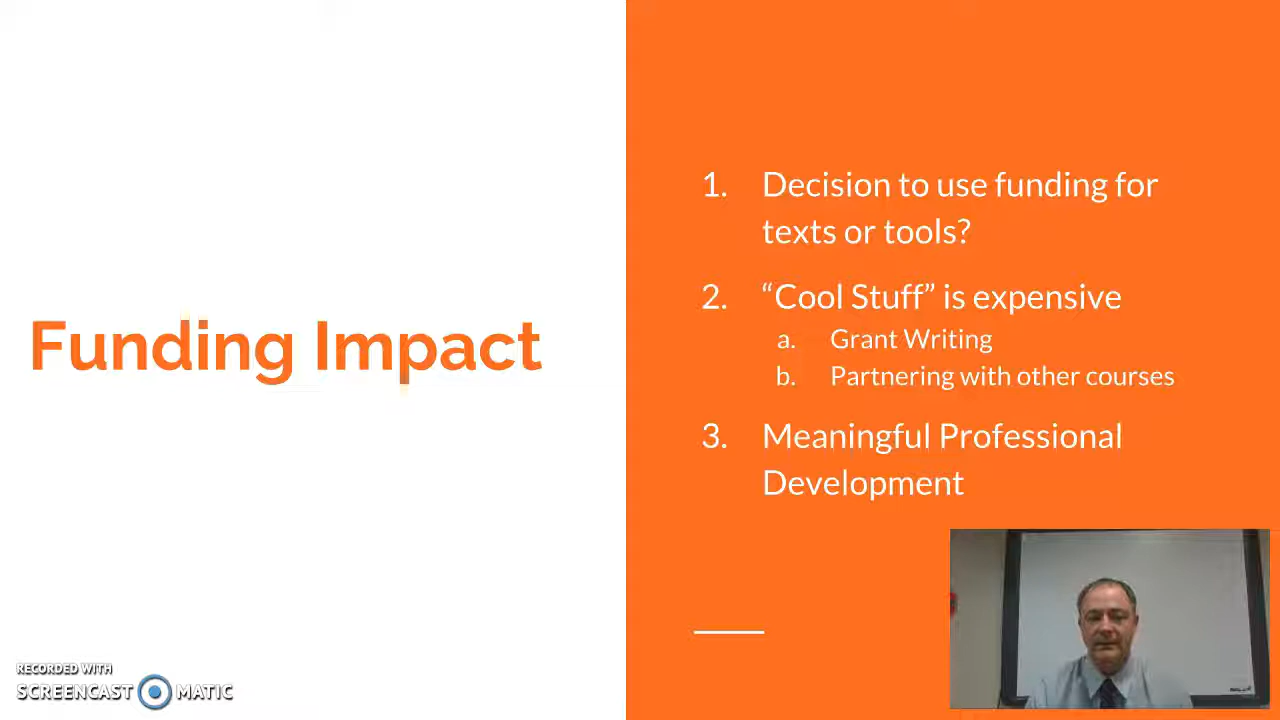 Funding Impact
1. Decision to use funding for
texts or tools?
2. “Cool Stuff” is expensive
a. Grant Writing
b. Partnering with other courses
3. Meaningful Professional
Development
RECORDED WITH
SCREENCAST MATIC